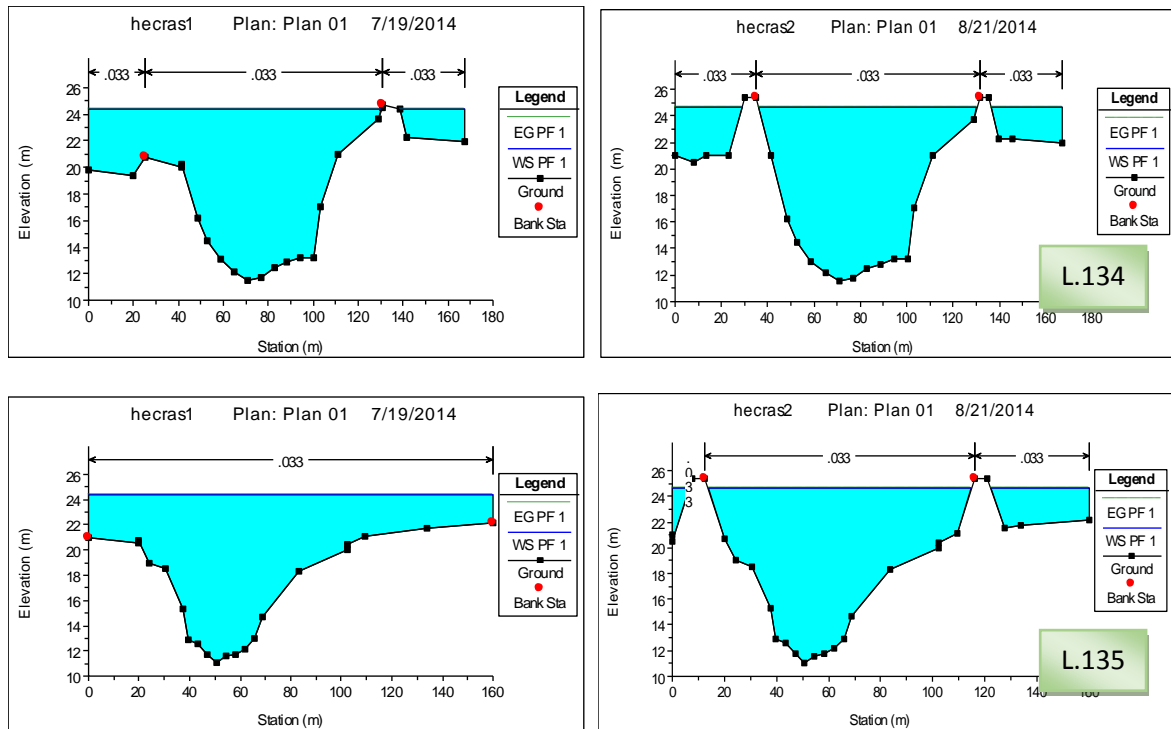 hecras1 Plan: Plan 01 7/19/2014
.033 .033 .033
Elevation (m)
26
24
22
20
18
16
14
12
10
0 20 40 60 80 100 120 140 160 180
Station (m)
Legend
EG PF 1
WS PF 1
Ground
Bank Sta
hecras2 Plan: Plan 01 8/21/2014
.033 .033 .033
Elevation (m)
26
24
22
20
18
16
14
12
10
0 20 40 60 80 100 120 140 160 180
Station (m)
Legend
EG PF 1
WS PF 1
Ground
Bank Sta
L.134
hecras1 Plan: Plan 01 7/19/2014
.033
Elevation (m)
26
24
22
20
18
16
14
12
10
0 20 40 60 80 100 120 140 160
Station (m)
Legend
EG PF 1
WS PF 1
Ground
Bank Sta
hecras2 Plan: Plan 01 8/21/2014
.033 .033 .033
Elevation (m)
26
24
22
20
18
16
14
12
10
0 20 40 60 80 100 120 140 160
Station (m)
Legend
EG PF 1
WS PF 1
Ground
Bank Sta
L.135